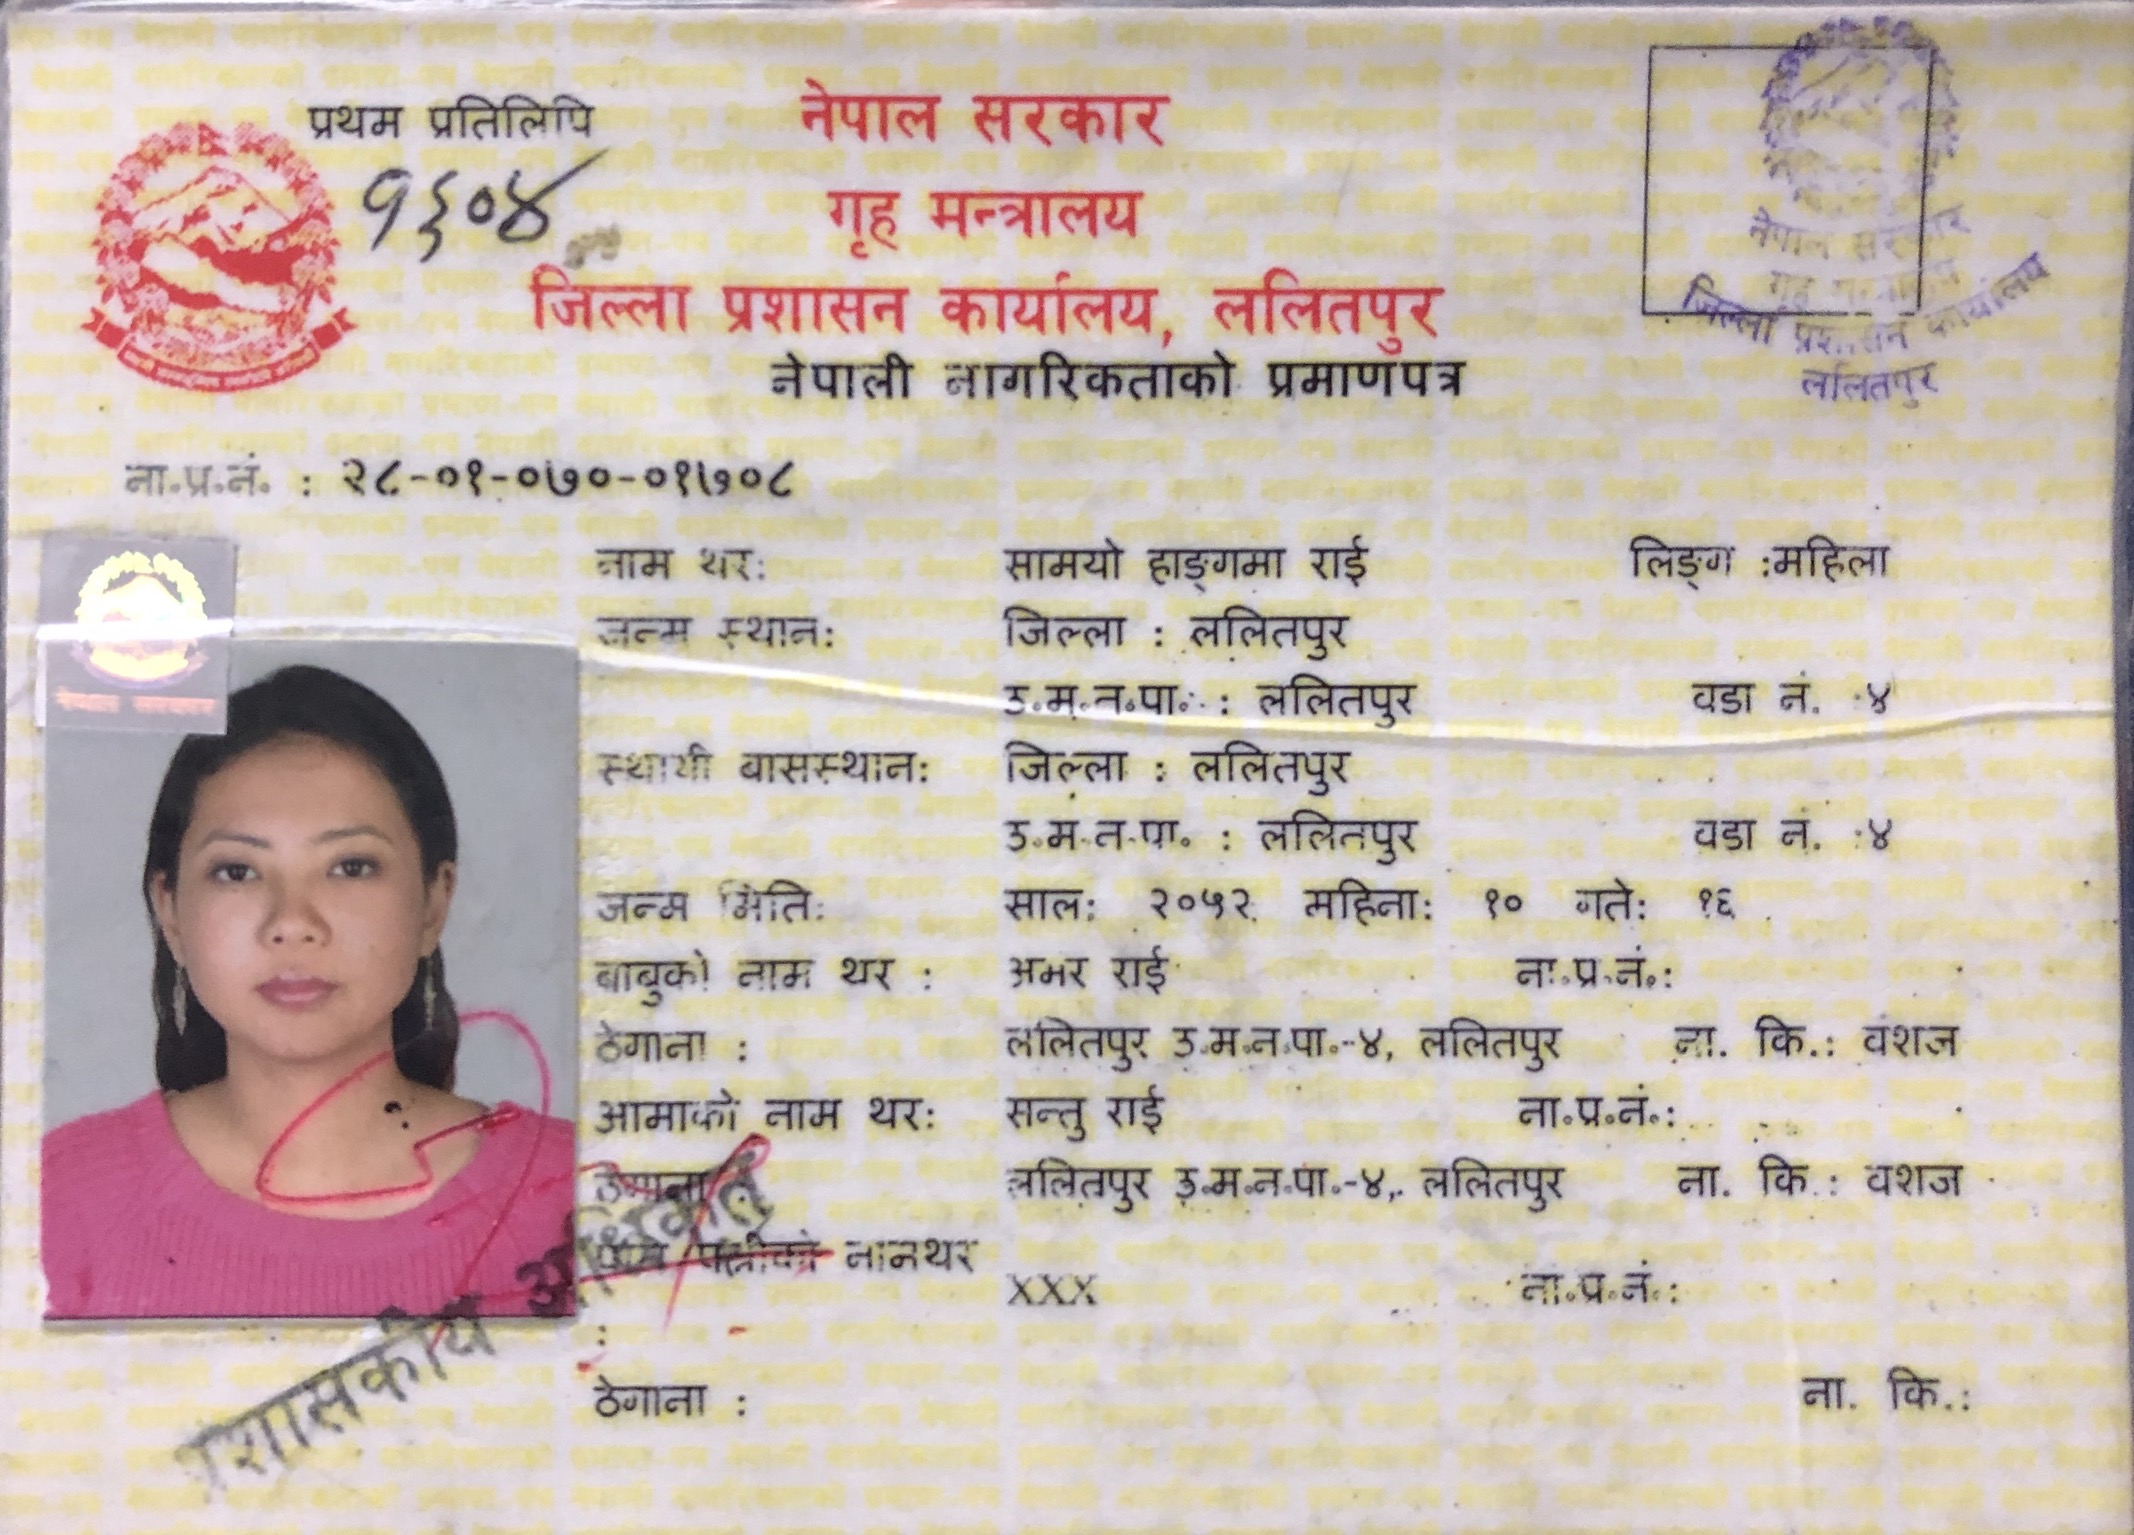 प्रथम प्रतिलिपि
१६०४
नेपाल सरकार
गृह मन्त्रालय
जिल्ला प्रशासन कार्यालय, ललितपुर
नेपाली नागरिकताको प्रमाणपत्र
नेपाल सरकार
गृह मन्त्रालय
जिल्ला प्रशासन कार्यालय
ललितपुर
ना.प्र.नं. : २८-०१-०७०-०१७०८
नेपाल सरकार
नाम थर: सामयो हाङ्गमा राई लिङ्ग :महिला
जन्म स्थान: जिल्ला : ललितपुर
उ.म.न.पा. : ललितपुर वडा नं. :४
स्थायी बासस्थान: जिल्ला : ललितपुर
उ.म.न.पा. : ललितपुर वडा नं. :४
जन्म मिति: साल: २०५२ महिना: १० गते: १६
बाबुको नाम थर : अमर राई ना.प्र.नं.:
ठेगाना : ललितपुर उ.म.न.पा.-४, ललितपुर ना. कि.: वंशज
आमाको नाम थर: सन्तु राई ना.प्र.नं.:
ठेगाना ललितपुर उ.म.न.पा.-४, ललितपुर ना. कि.: वंशज
नामथर XXX ना.प्र.नं.:
:
ठेगाना : ना. कि.:
प्रशासकीय अधिकृत